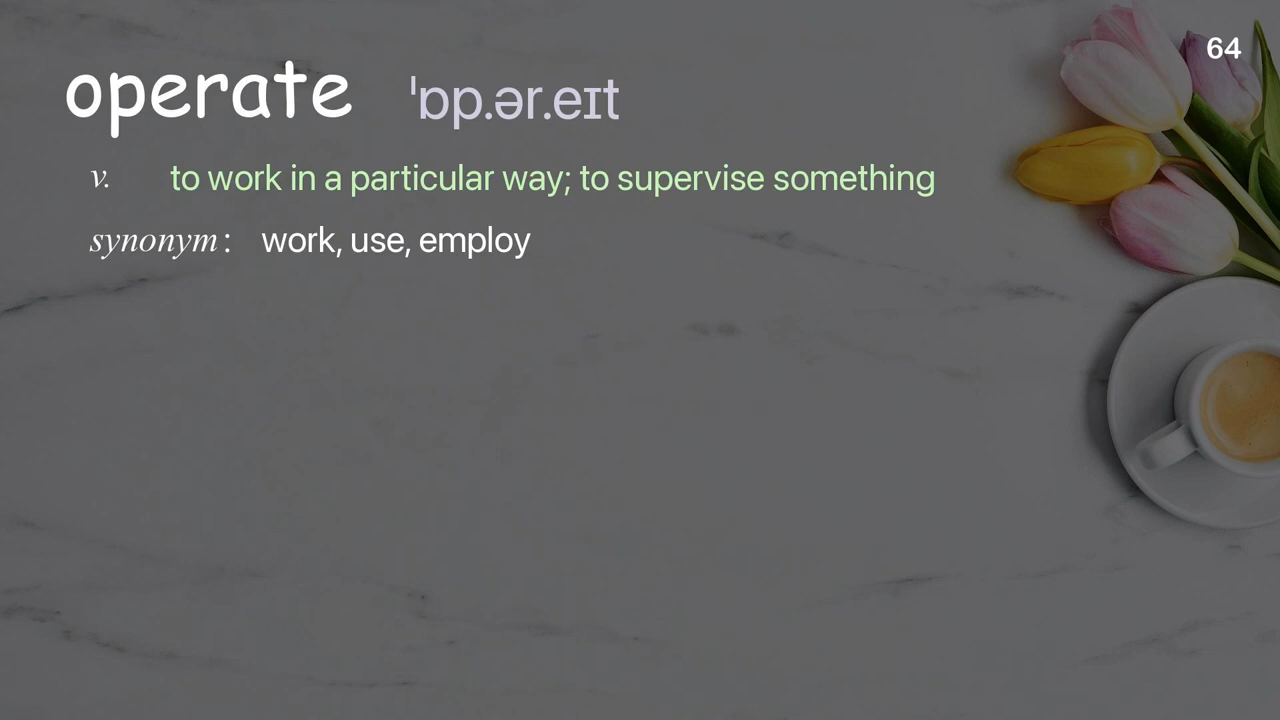 64
operate ˈɒp.ər.eɪt
v. to work in a particular way; to supervise something
synonym: work, use, employ